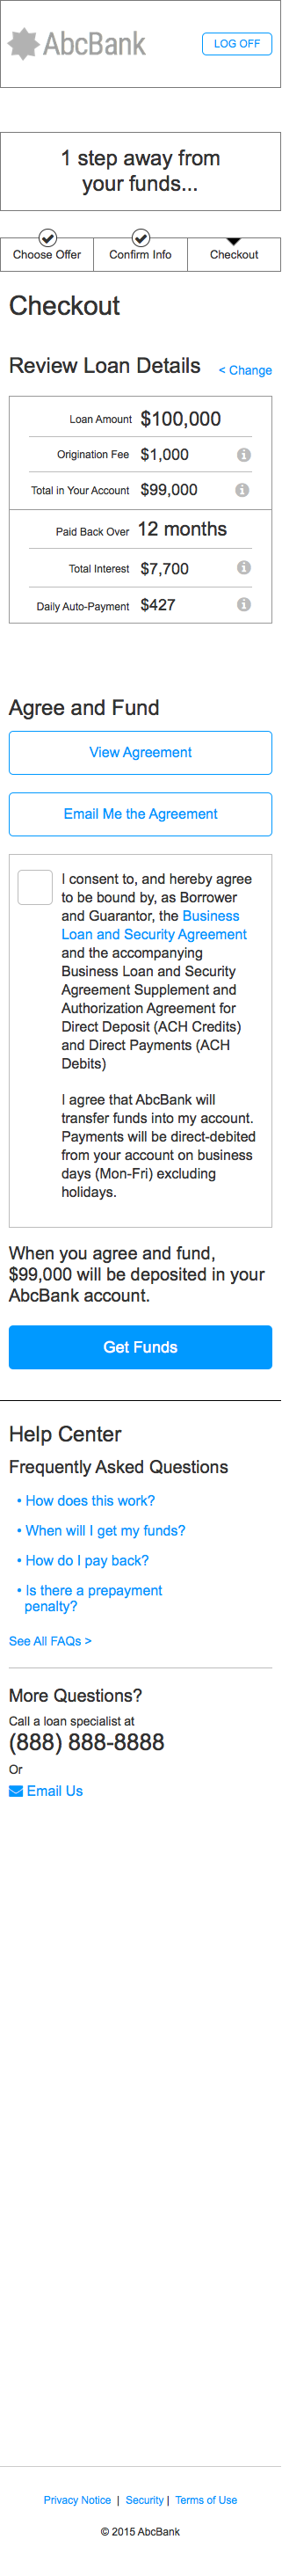 AbcBank
LOG OFF
1 step away from
your funds...
Choose Offer
Confirm Info
Checkout
Checkout
Review Loan Details
< Change
Loan Amount $100,000
Origination Fee $1,000
Total in Your Account $99,000
Paid Back Over 12 months
Total Interest $7,700
Daily Auto-Payment $427
Agree and Fund
View Agreement
Email Me the Agreement
I consent to, and hereby agree
to be bound by, as Borrower
and Guarantor, the Business
Loan and Security Agreement
and the accompanying
Business Loan and Security
Agreement Supplement and
Authorization Agreement for
Direct Deposit (ACH Credits)
and Direct Payments (ACH
Debits)
I agree that AbcBank will
transfer funds into my account.
Payments will be direct-debited
from your account on business
days (Mon-Fri) excluding
holidays.
When you agree and fund,
$99,000 will be deposited in your
AbcBank account.
Get Funds
Help Center
Frequently Asked Questions
• How does this work?
• When will I get my funds?
• How do I pay back?
• Is there a prepayment
penalty?
See All FAQs >
More Questions?
Call a loan specialist at
(888) 888-8888
Or
Email Us
Privacy Notice | Security | Terms of Use
© 2015 AbcBank